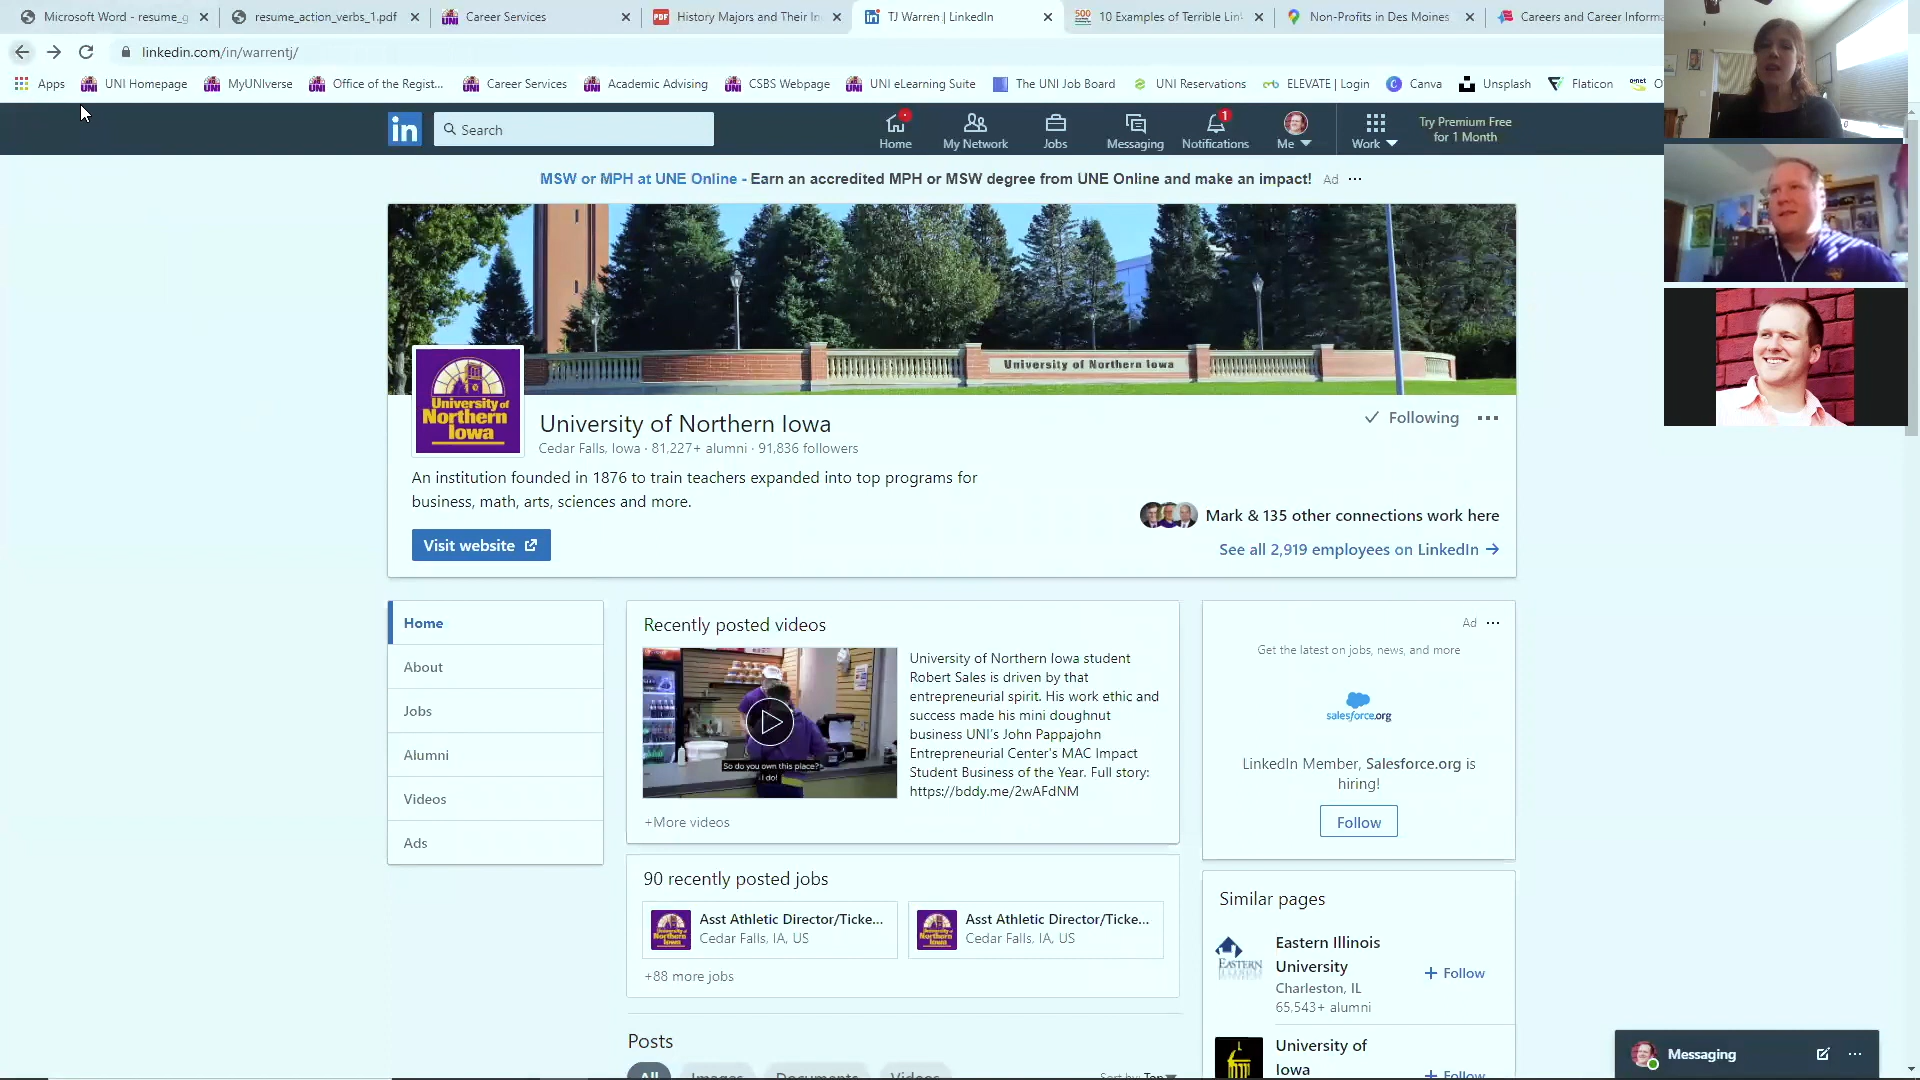 Microsoft Word - resume_g
resume_action_verbs_1.pdf
Career Services
History Majors and Their In
TJ Warren | LinkedIn
10 Examples of Terrible Lin
Non-Profits in Des Moines
Careers and Career Informa
linkedin.com/in/warrentj/
Apps
UNI Homepage
MyUNIverse
Office of the Regist...
Career Services
Academic Advising
CSBS Webpage
UNI eLearning Suite
The UNI Job Board
UNI Reservations
ELEVATE | Login
Canva
Unsplash
Flaticon
O
in
Search
Home
My Network
Jobs
Messaging
1
Notifications
Me
Work
Try Premium Free
for 1 Month
MSW or MPH at UNE Online - Earn an accredited MPH or MSW degree from UNE Online and make an impact! Ad ...
University of Northern Iowa
University of
Northern
Iowa
University of Northern Iowa
Following
Cedar Falls, Iowa · 81,227+ alumni · 91,836 followers
An institution founded in 1876 to train teachers expanded into top programs for
business, math, arts, sciences and more.
Mark & 135 other connections work here
Visit website
See all 2,919 employees on LinkedIn →
Home
About
Jobs
Alumni
Videos
Ads
Recently posted videos
So do you own this place?
I do!
University of Northern Iowa student
Robert Sales is driven by that
entrepreneurial spirit. His work ethic and
success made his mini doughnut
business UNI's John Pappajohn
Entrepreneurial Center's MAC Impact
Student Business of the Year. Full story:
https://bddy.me/2wAFdNM
+More videos
90 recently posted jobs
Asst Athletic Director/Ticke...
Cedar Falls, IA, US
Asst Athletic Director/Ticke...
Cedar Falls, IA, US
+88 more jobs
Posts
All
Images
Documents
Videos
Sort by: Top
Ad ...
Get the latest on jobs, news, and more
salesforce.org
LinkedIn Member, Salesforce.org is
hiring!
Follow
Similar pages
EASTERN
Eastern Illinois
University
Charleston, IL
65,543+ alumni
+ Follow
University of
Iowa
+ Follow
Messaging